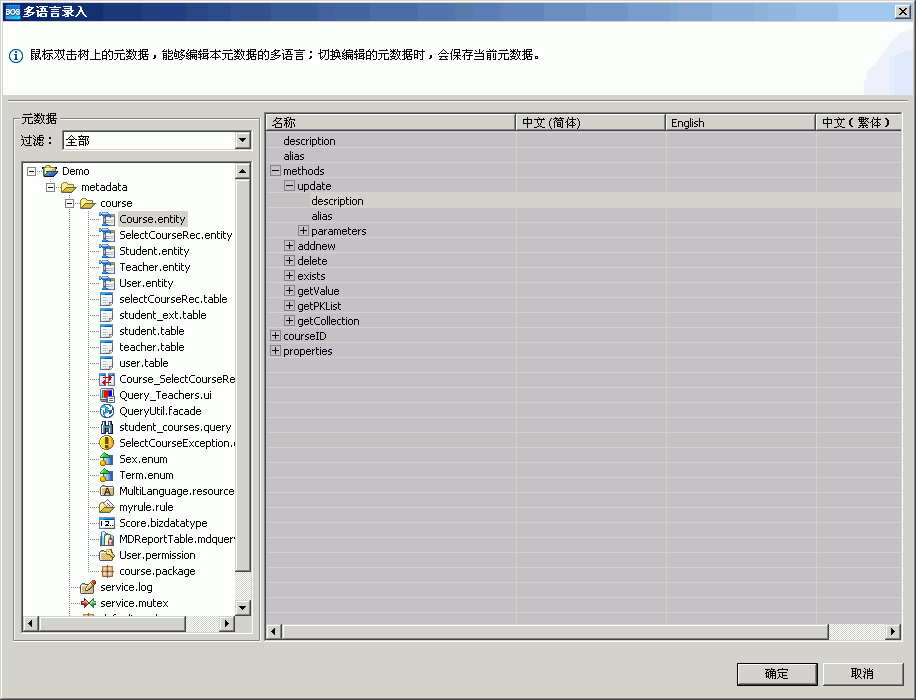 BOS 多语言录入
鼠标双击树上的元数据，能够编辑本元数据的多语言；切换编辑的元数据时，会保存当前元数据。
元数据
过滤： 全部
Demo
metadata
course
Course.entity
SelectCourseRec.entity
Student.entity
Teacher.entity
User.entity
selectCourseRec.table
student_ext.table
student.table
teacher.table
user.table
Course_SelectCourseRe
Query_Teachers.ui
QueryUtil.facade
student_courses.query
SelectCourseException.
Sex.enum
Term.enum
MultiLanguage.resource
myrule.rule
Score.bizdatatype
MDReportTable.mdquery
User.permission
course.package
service.log
service.mutex
名称 中文(简体) English 中文(繁体)
description
alias
methods
update
description
alias
parameters
addnew
delete
exists
getValue
getPKList
getCollection
courseID
properties
确定 取消